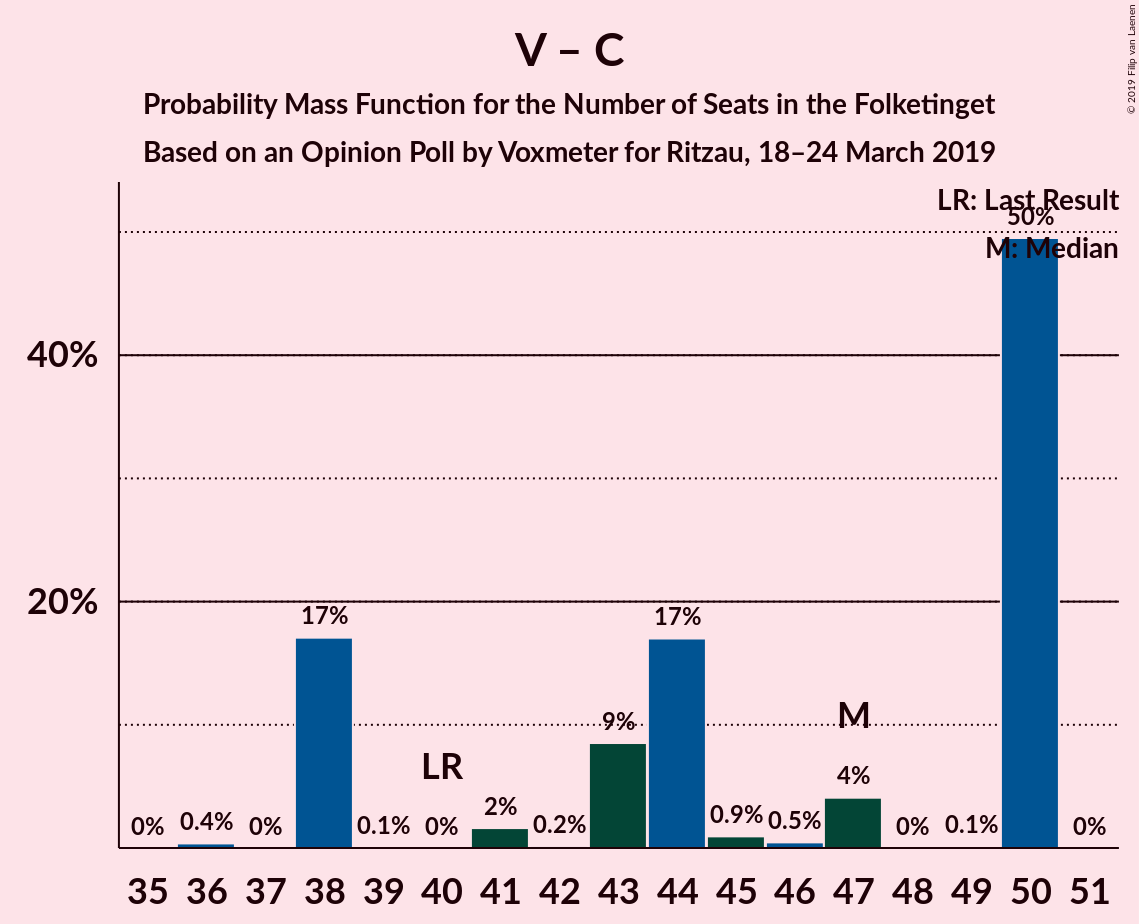 V – C
Probability Mass Function for the Number of Seats in the Folketinget
Based on an Opinion Poll by Voxmeter for Ritzau, 18–24 March 2019
© 2019 Filip van Laenen
LR: Last Result
50%
M: Median
40%
20%
17%
17%
9%
M
LR
4%
0%
0.4%
0%
0.1%
0%
2%
0.2%
0.9%
0.5%
0%
0.1%
0%
35 36 37 38 39 40 41 42 43 44 45 46 47 48 49 50 51